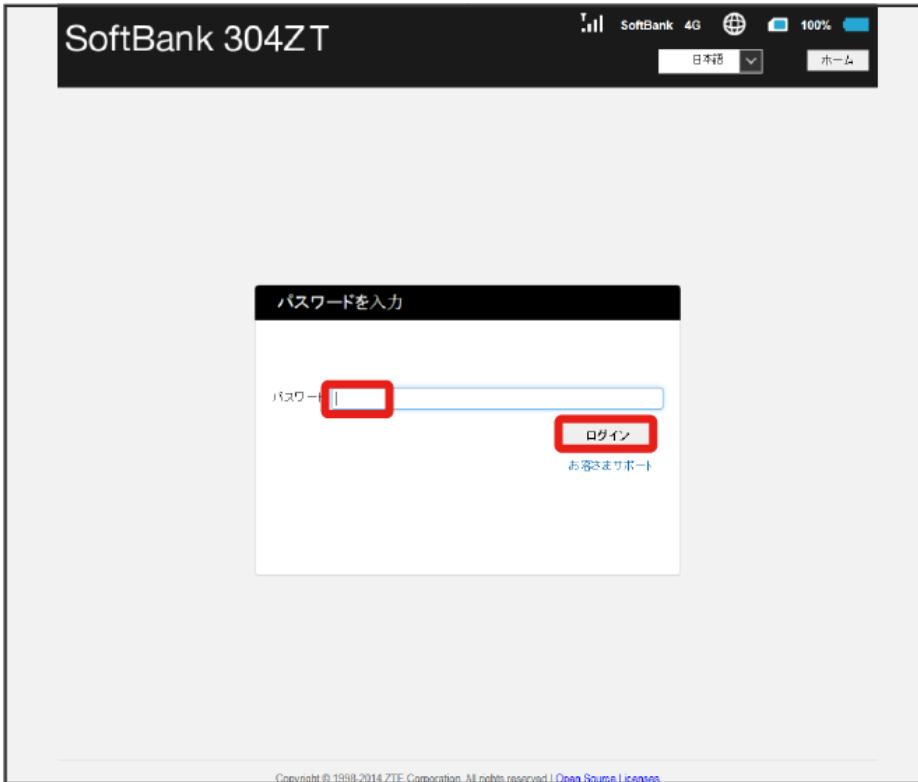 SoftBank 304ZT
SoftBank 4G 100%
日本語 ホーム
パスワードを入力
パスワード
ログイン
お客さまサポート
Copyright © 1998-2014 ZTE Corporation. All rights reserved | Open Source Licenses